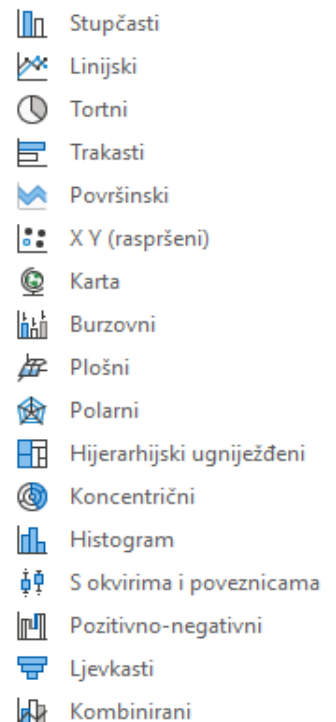 Stupčasti
Linijski
Tortni
Trakasti
Površinski
X Y (raspršeni)
Karta
Burzovni
Plošni
Polarni
Hijerarhijski ugniježđeni
Koncentrični
Histogram
S okvirima i poveznicama
Pozitivno-negativni
Ljevkasti
Kombinirani